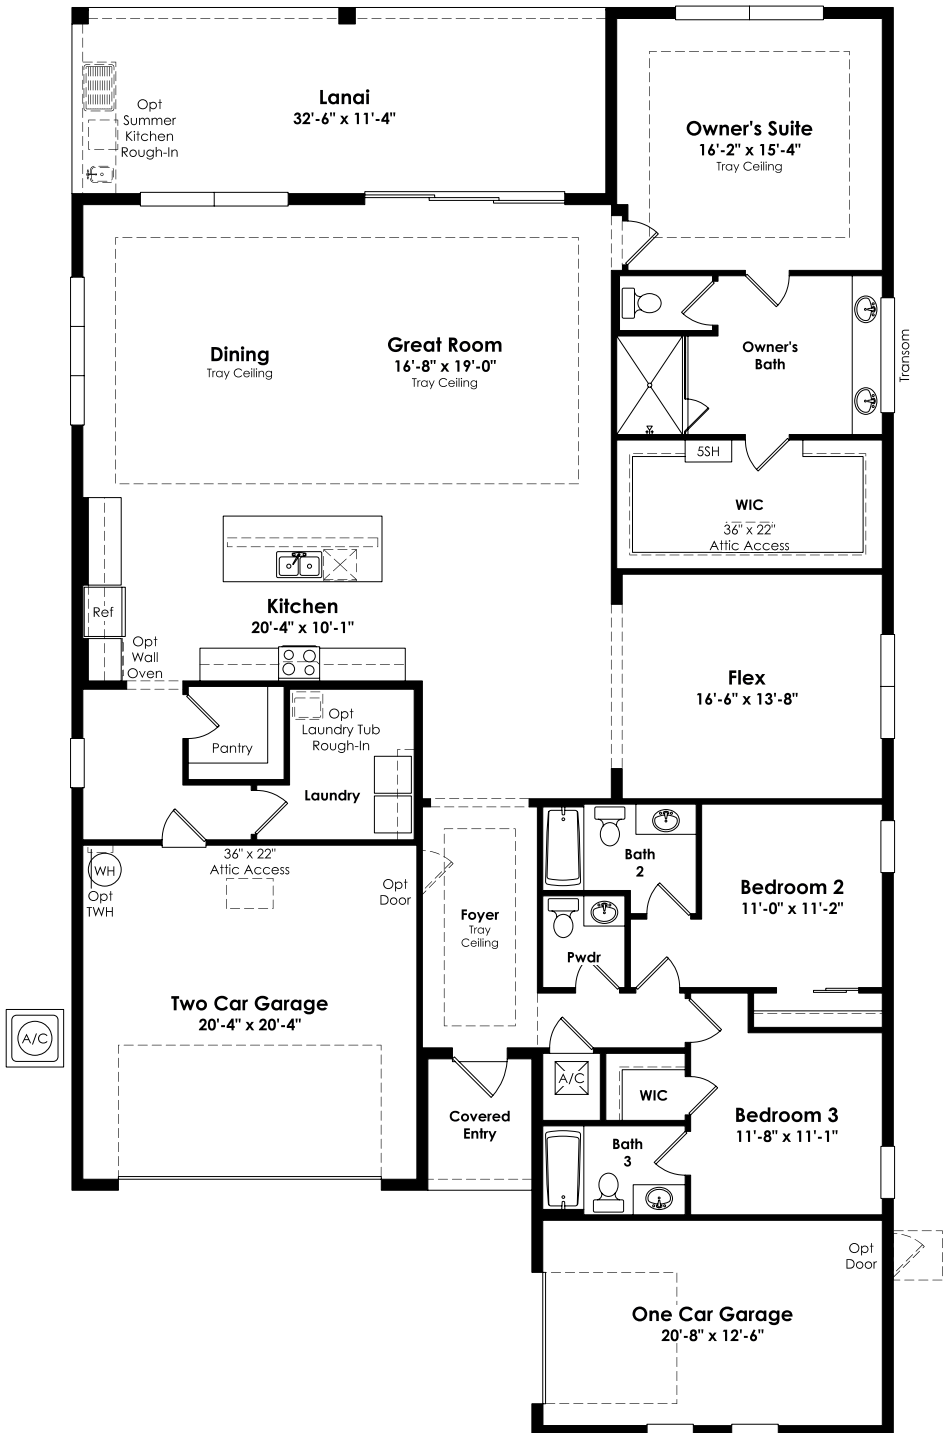 Lanai
32'-6" x 11'-4"
Opt
Summer
Kitchen
Rough-In
Owner's Suite
16'-2" x 15'-4"
Tray Ceiling
Dining
Tray Ceiling
Great Room
16'-8" x 19'-0"
Tray Ceiling
Owner's
Bath
Transom
5SH
WIC
36" x 22"
Attic Access
Ref
Kitchen
20'-4" x 10'-1"
Opt
Wall
Oven
Flex
16'-6" x 13'-8"
Pantry
Opt
Laundry Tub
Rough-In
Laundry
WH
Opt
TWH
36" x 22"
Attic Access
Opt
Door
Foyer
Tray
Ceiling
Bath
2
Bedroom 2
11'-0" x 11'-2"
Pwdr
Two Car Garage
20'-4" x 20'-4"
A/C
A/C
WIC
Covered
Entry
Bedroom 3
11'-8" x 11'-1"
Bath
3
Opt
Door
One Car Garage
20'-8" x 12'-6"